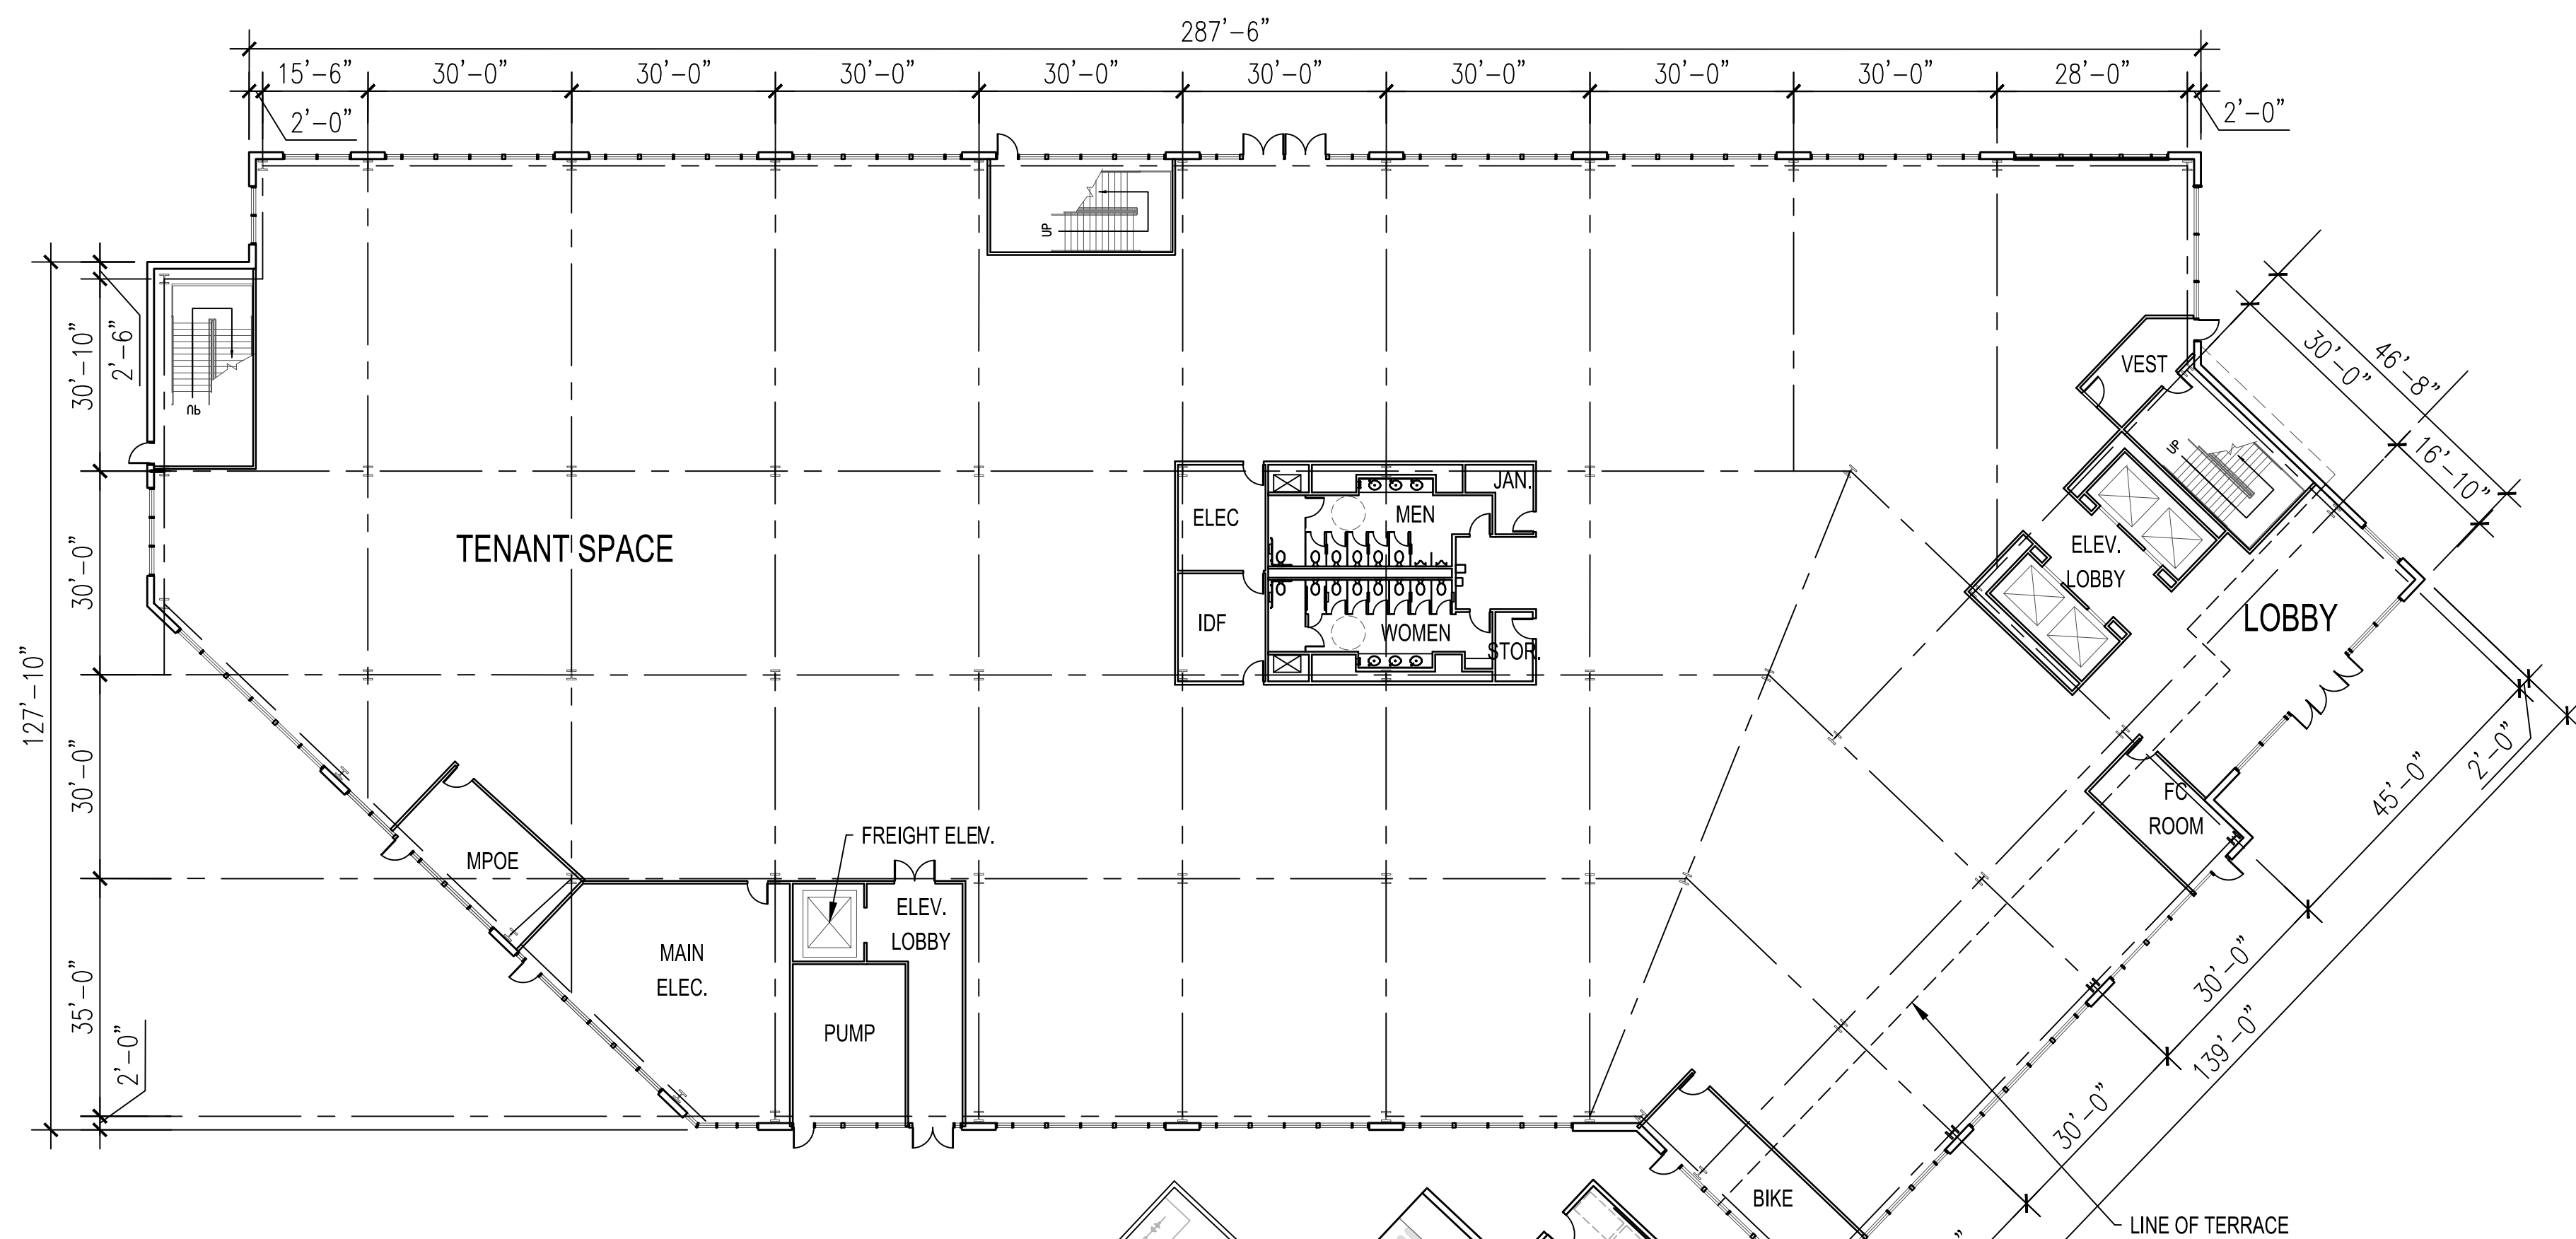 287'-6"
15'-6"
30'-0"
30'-0"
30'-0"
30'-0"
30'-0"
30'-0"
30'-0"
30'-0"
28'-0"
2'-0"
2'-0"
UP
30'-10"
2'-6"
UP
VEST
30'-0"
46'-8"
16'-10"
UP
TENANT SPACE
ELEC
MEN
JAN.
ELEV.
LOBBY
LOBBY
30'-0"
IDF
WOMEN
STOR.
127'-10"
30'-0"
FREIGHT ELEV.
MPOE
FC
ROOM
45'-0"
2'-0"
ELEV.
LOBBY
MAIN
ELEC.
PUMP
35'-0"
2'-0"
30'-0"
139'-0"
30'-0"
BIKE
LINE OF TERRACE